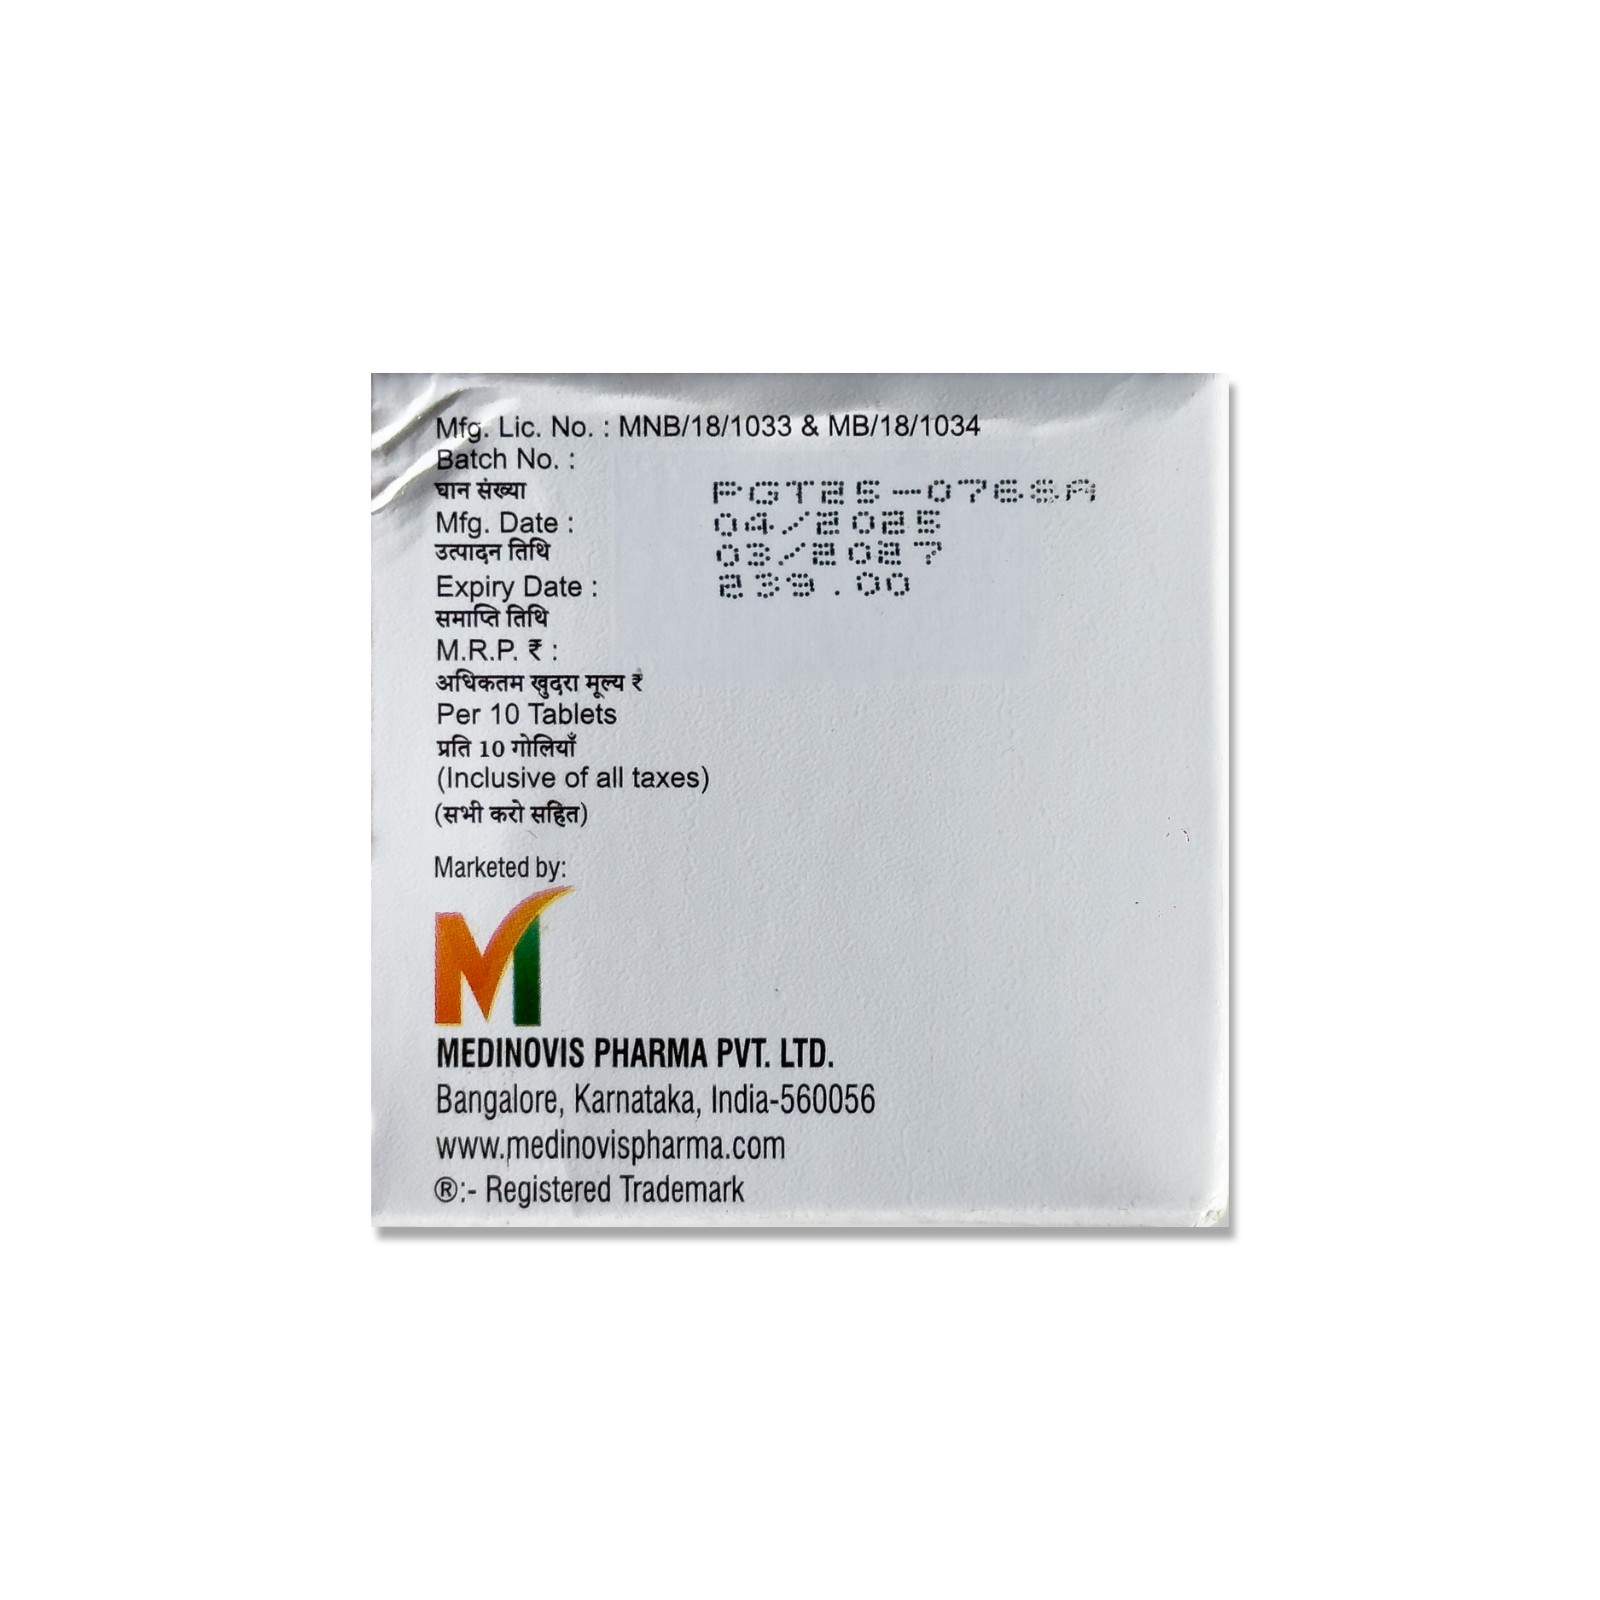 Mfg. Lic. No. : MNB/18/1033 & MB/18/1034
Batch No. :
घान संख्या
PGT25-076SA
Mfg. Date :
04/2025
उत्पादन तिथि
03/2027
Expiry Date :
239.00
समाप्ति तिथि
M.R.P. ₹ :
अधिकतम खुदरा मूल्य ₹
Per 10 Tablets
प्रति 10 गोलियाँ
(Inclusive of all taxes)
(सभी करो सहित)
Marketed by:
MEDINOVIS PHARMA PVT. LTD.
Bangalore, Karnataka, India-560056
www.medinovispharma.com
®:- Registered Trademark